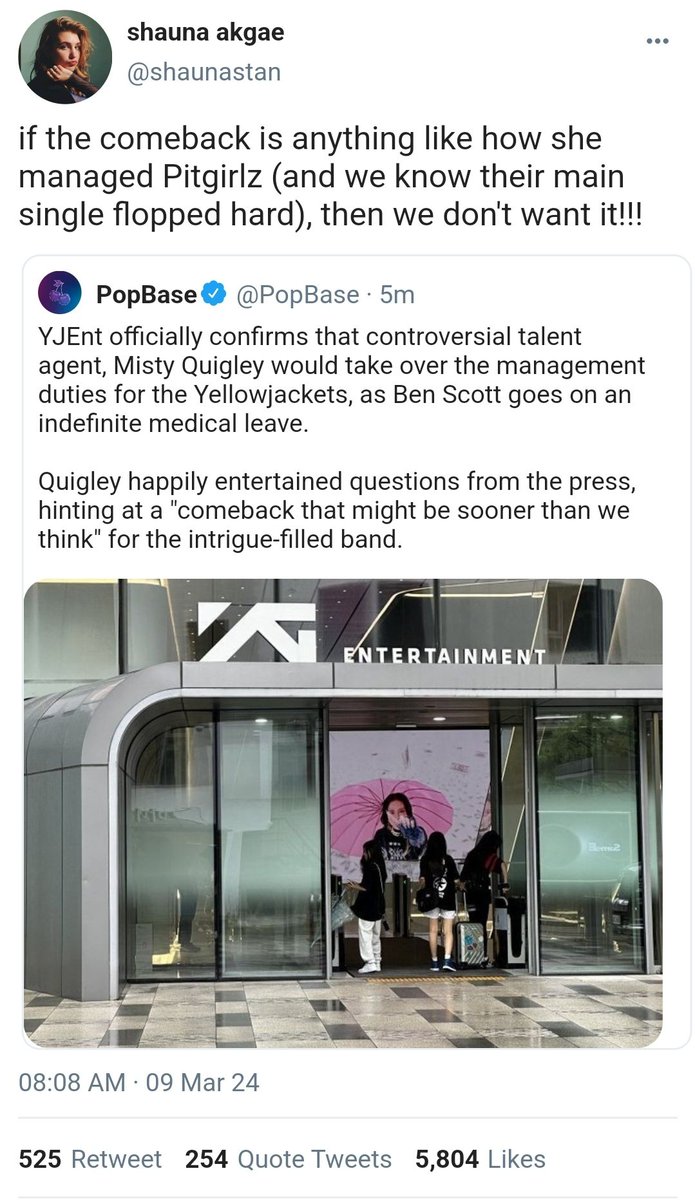 shauna akgae
@shaunastan
if the comeback is anything like how she
managed Pitgirlz (and we know their main
single flopped hard), then we don't want it!!!
PopBase @PopBase · 5m
YJEnt officially confirms that controversial talent
agent, Misty Quigley would take over the management
duties for the Yellowjackets, as Ben Scott goes on an
indefinite medical leave.
Quigley happily entertained questions from the press,
hinting at a "comeback that might be sooner than we
think" for the intrigue-filled band.
YG
ENTERTAINMENT
08:08 AM · 09 Mar 24
525 Retweet 254 Quote Tweets 5,804 Likes